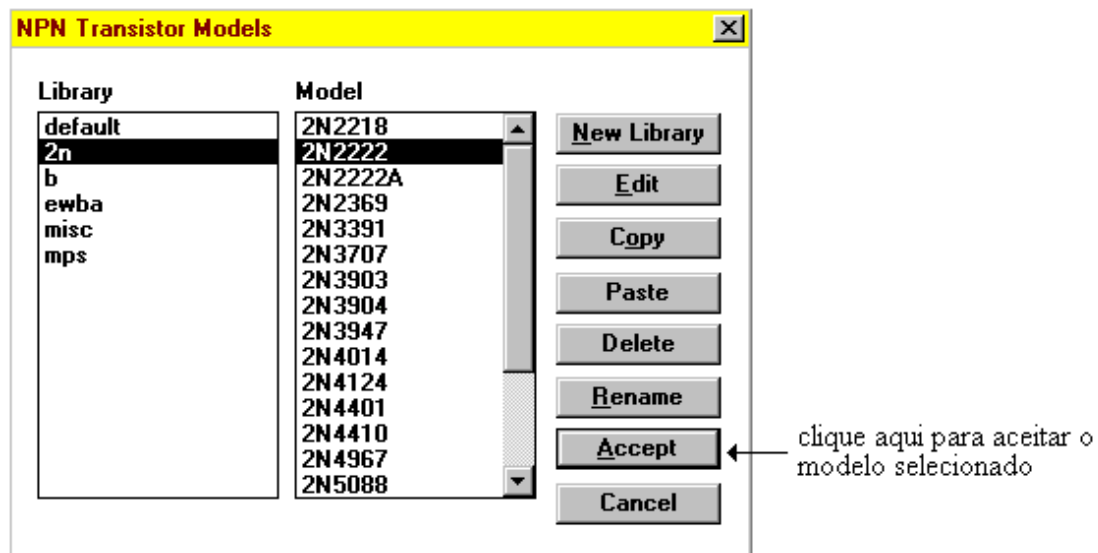 NPN Transistor Models
Library
default
2n
b
ewba
misc
mps
Model
2N2218
2N2222
2N2222A
2N2369
2N3391
2N3707
2N3903
2N3904
2N3947
2N4014
2N4124
2N4401
2N4410
2N4967
2N5088
New Library
Edit
Copy
Paste
Delete
Rename
Accept
Cancel
clique aqui para aceitar o
modelo selecionado